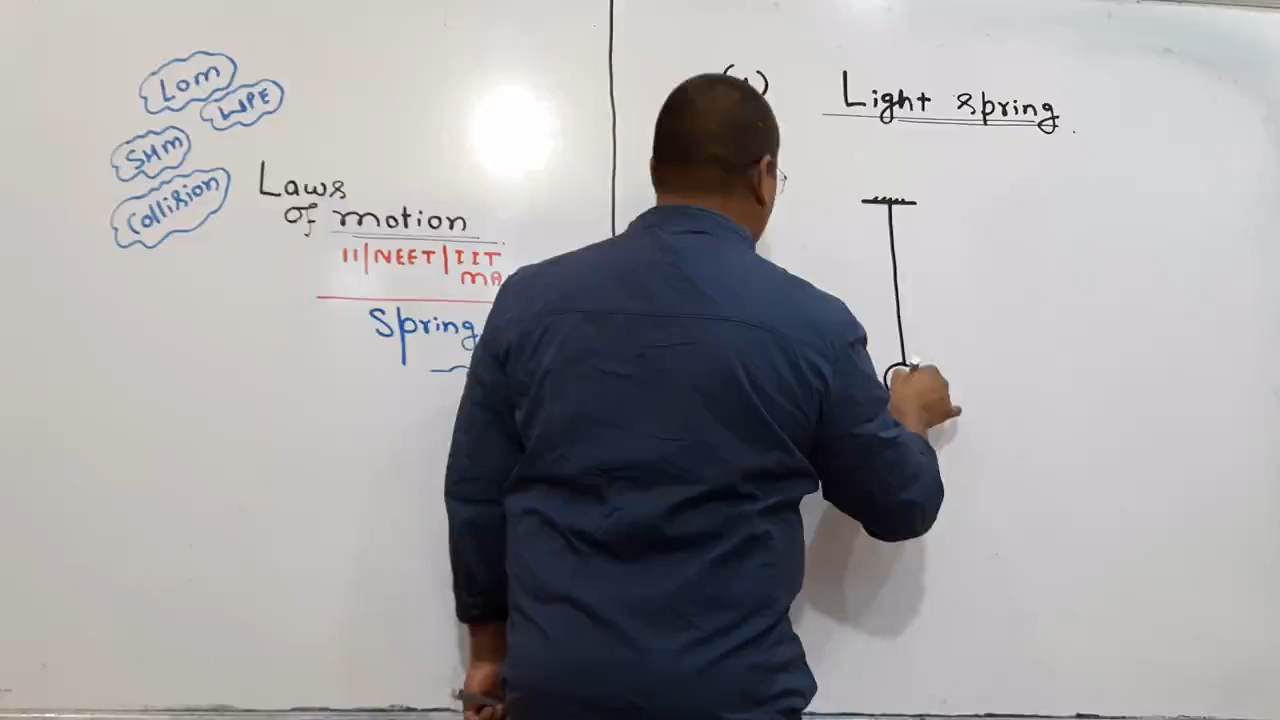 LOM
WPE
SHM
Collision
Laws
of motion
11/NEET/IIT
Spring
Light spring